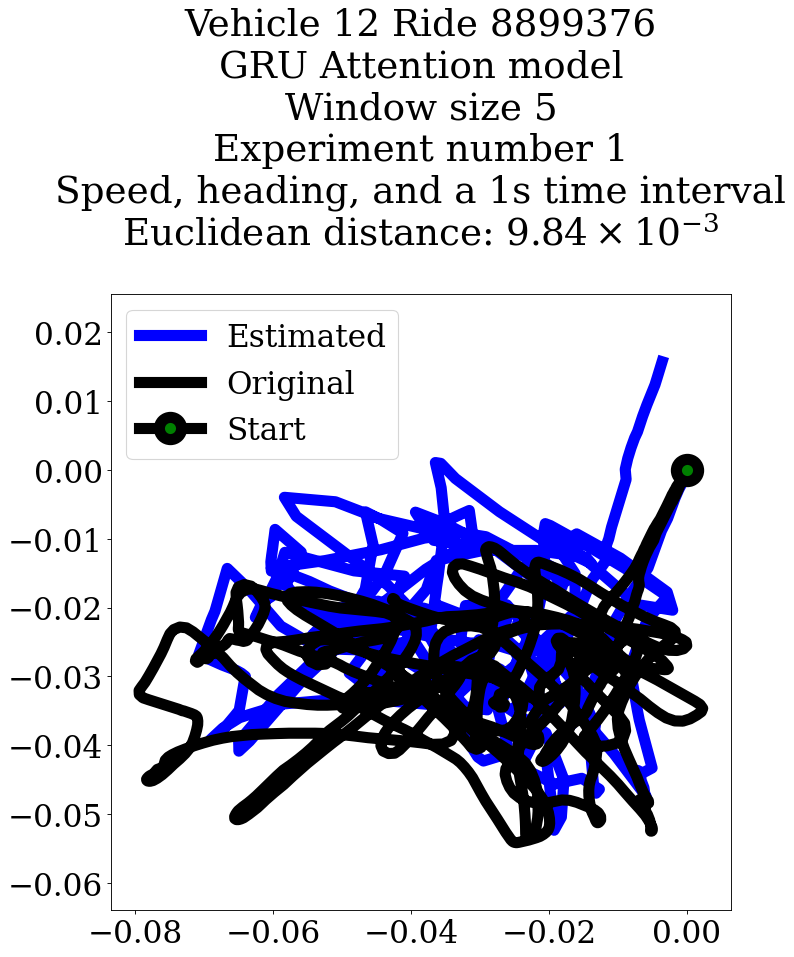 Vehicle 12 Ride 8899376
GRU Attention model
Window size 5
Experiment number 1
Speed, heading, and a 1s time interval
Euclidean distance: 9.84 × 10⁻³
Estimated
Original
Start
0.02
0.01
0.00
−0.01
−0.02
−0.03
−0.04
−0.05
−0.06
−0.08 −0.06 −0.04 −0.02 0.00